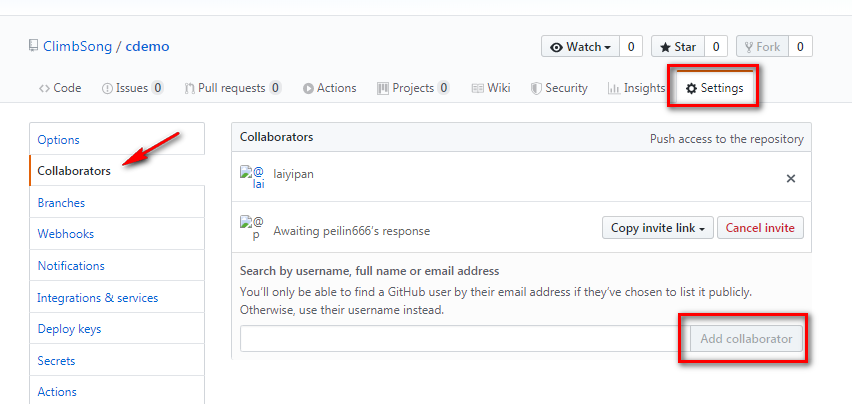 ClimbSong / cdemo
Watch 0 Star 0 Fork 0
Code Issues 0 Pull requests 0 Actions Projects 0 Wiki Security Insights Settings
Options
Collaborators
Branches
Webhooks
Notifications
Integrations & services
Deploy keys
Secrets
Actions
Collaborators Push access to the repository
@ lai laiyipan
@ p Awaiting peilin666's response Copy invite link Cancel invite
Search by username, full name or email address
You'll only be able to find a GitHub user by their email address if they've chosen to list it publicly.
Otherwise, use their username instead.
Add collaborator